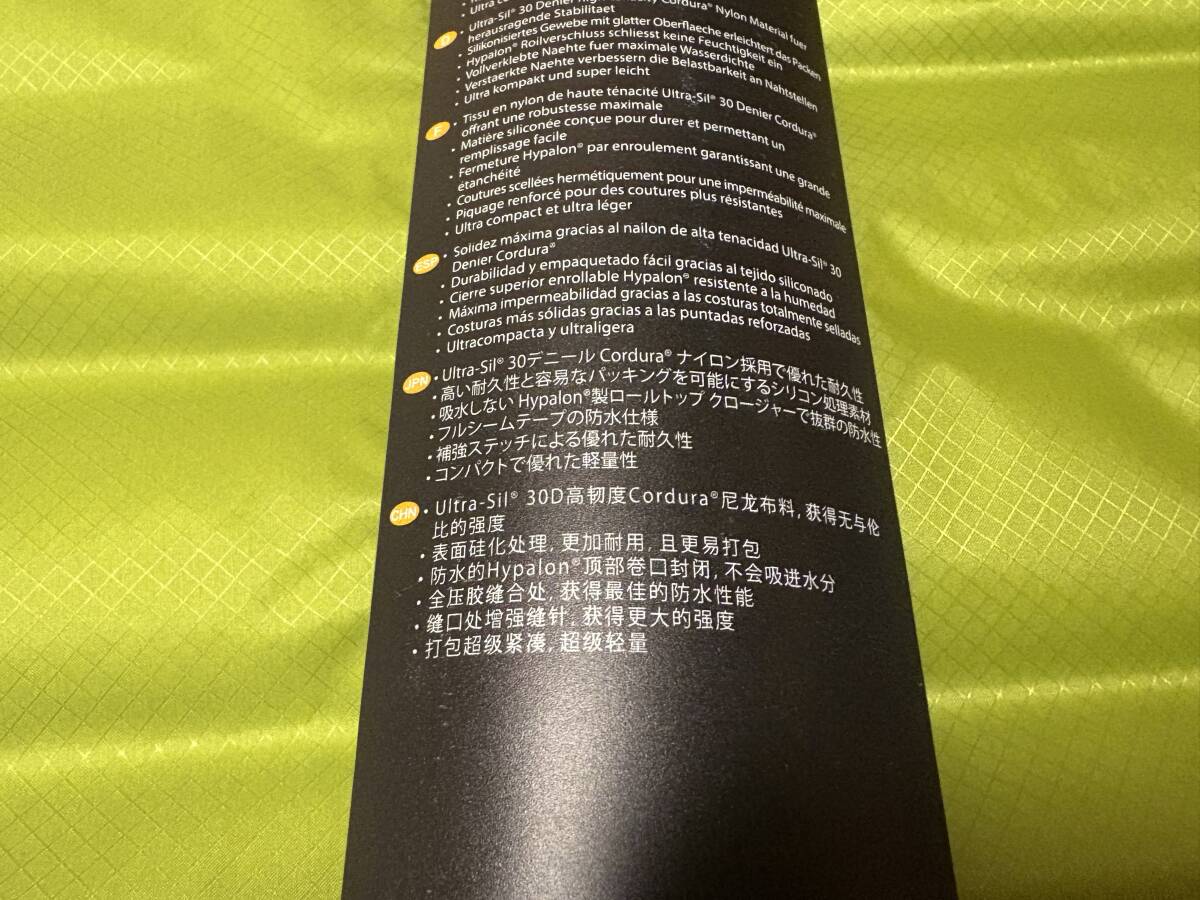 Ultra
• Ultra-Sil® 30 Denier High Cordura® Nylon Material fuer
herausragende Stabilitaet
D
• Silikonisiertes Gewebe mit glatter Oberflaeche erleichtert das Packen
• Hypalon® Roilverschluss schliesst keine Feuchtigkeit ein
• Vollverklebte Naehte fuer maximale Wasserdichte
• Verstaerkte Naehte verbessern die Belastbarkeit an Nahtstellen
• Ultra kompakt und super leicht
F • Tissu en nylon de haute ténacité Ultra-Sil® 30 Denier Cordura®
offrant une robustesse maximale
• Matière siliconée conçue pour durer et permettant un
remplissage facile
• Fermeture Hypalon® par enroulement garantissant une grande
étanchéité
• Coutures scellées hermétiquement pour une imperméabilité maximale
• Piquage renforcé pour des coutures plus résistantes
• Ultra compact et ultra léger
ESP • Solidez máxima gracias al nailon de alta tenacidad Ultra-Sil® 30
Denier Cordura®
• Durabilidad y empaquetado fácil gracias al tejido siliconado
• Cierre superior enrollable Hypalon® resistente a la humedad
• Máxima impermeabilidad gracias a las costuras totalmente selladas
• Costuras más sólidas gracias a las puntadas reforzadas
• Ultracompacta y ultraligera
JPN • Ultra-Sil® 30デニール Cordura® ナイロン採用で優れた耐久性
• 高い耐久性と容易なパッキングを可能にするシリコン処理素材
• 吸水しない Hypalon®製ロールトップ クロージャーで抜群の防水性
• フルシームテープの防水仕様
• 補強ステッチによる優れた耐久性
• コンパクトで優れた軽量性
CHN • Ultra-Sil® 30D高韧度Cordura®尼龙布料, 获得无与伦
比的强度
• 表面硅化处理, 更加耐用, 且更易打包
• 防水的Hypalon®顶部卷口封闭, 不会吸进水分
• 全压胶缝合处, 获得最佳的防水性能
• 缝口处增强缝针, 获得更大的强度
• 打包超级紧凑, 超级轻量